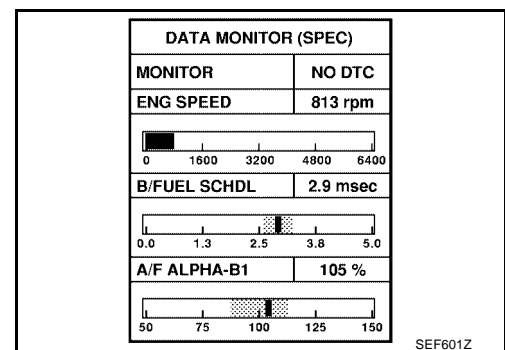 DATA MONITOR (SPEC)
MONITOR NO DTC
ENG SPEED 813 rpm
0 1600 3200 4800 6400
B/FUEL SCHDL 2.9 msec
0.0 1.3 2.5 3.8 5.0
A/F ALPHA-B1 105 %
50 75 100 125 150
SEF601Z